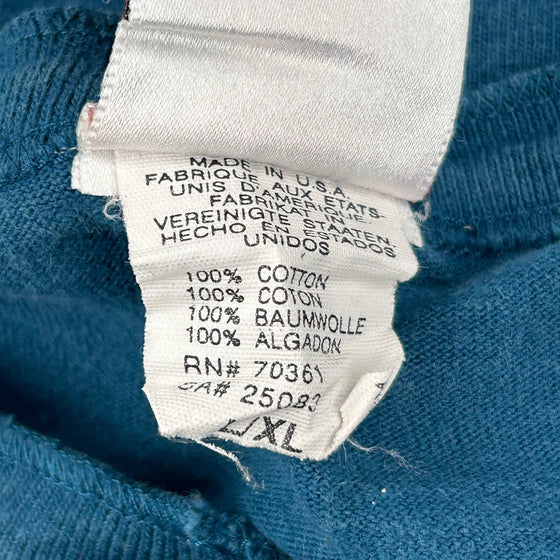 MADE IN U.S.A.
FABRIQUE D'AUX ETATS-
UNIS D'AMERIQUE
FABRIKAT IN
VEREINIGTE STAATEN
HECHO EN ESTADOS
UNIDOS
100% COTTON
100% COTON
100% BAUMWOLLE
100% ALGADON
RN# 70361
CA# 25083
L/XL